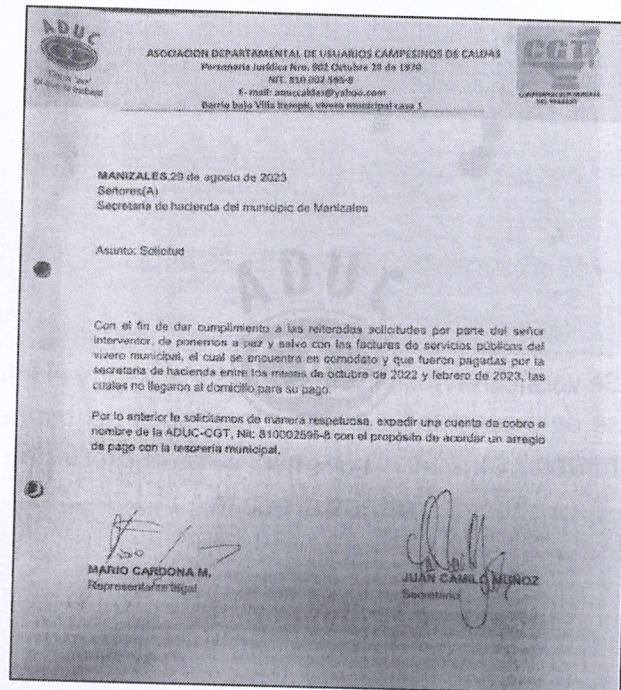 ADUC
ASOCIACION DEPARTAMENTAL DE USUARIOS CAMPESINOS DE CALDAS
Personería Jurídica Nro. 802 Octubre 28 de 1970
NIT. 810.002.595-8
E- mail: anuccaldas@yahoo.com
Barrio bajo Villa kempis, vivero municipal casa 1
CGT
MANIZALES,29 de agosto de 2023
Señores(A)
Secretaria de hacienda del municipio de Manizales
Asunto: Solicitud
ADUC
Con el fin de dar cumplimiento a las reiteradas solicitudes por parte del señor
interventor, de ponernos a paz y salvo con las facturas de servicios públicos del
vivero municipal, el cual se encuentra en comodato y que fueron pagadas por la
secretaria de hacienda entre los meses de octubre de 2022 y febrero de 2023, las
cuales no llegaron al domicilio para su pago.
Por lo anterior le solicitamos de manera respetuosa, expedir una cuenta de cobro a
nombre de la ADUC-CGT, Nit: 810002595-8 con el propósito de acordar un arreglo
de pago con la tesorería municipal.
MARIO CARDONA M.
Representante legal
JUAN CAMILO MUÑOZ
Secretario